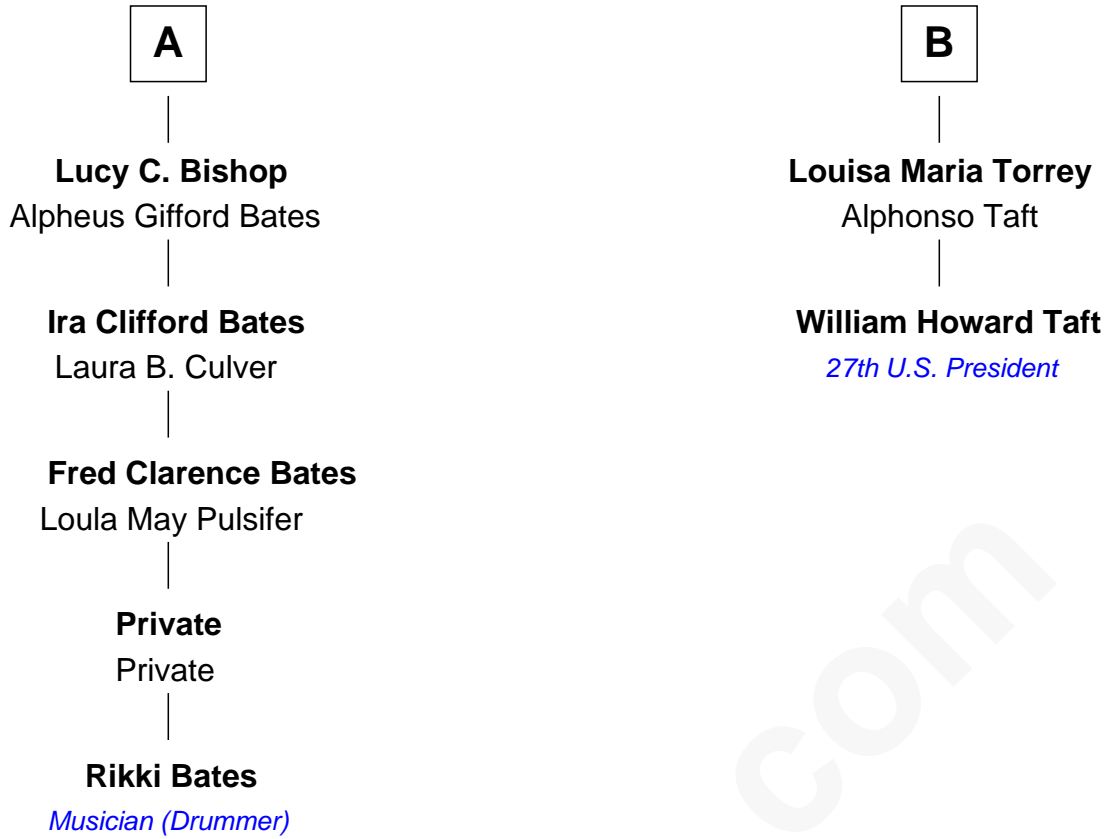 A
Lucy C. Bishop
Alpheus Gifford Bates
Ira Clifford Bates
Laura B. Culver
Fred Clarence Bates
Loula May Pulsifer
Private
Private
Rikki Bates
Musician (Drummer)
B
Louisa Maria Torrey
Alphonso Taft
William Howard Taft
27th U.S. President
com